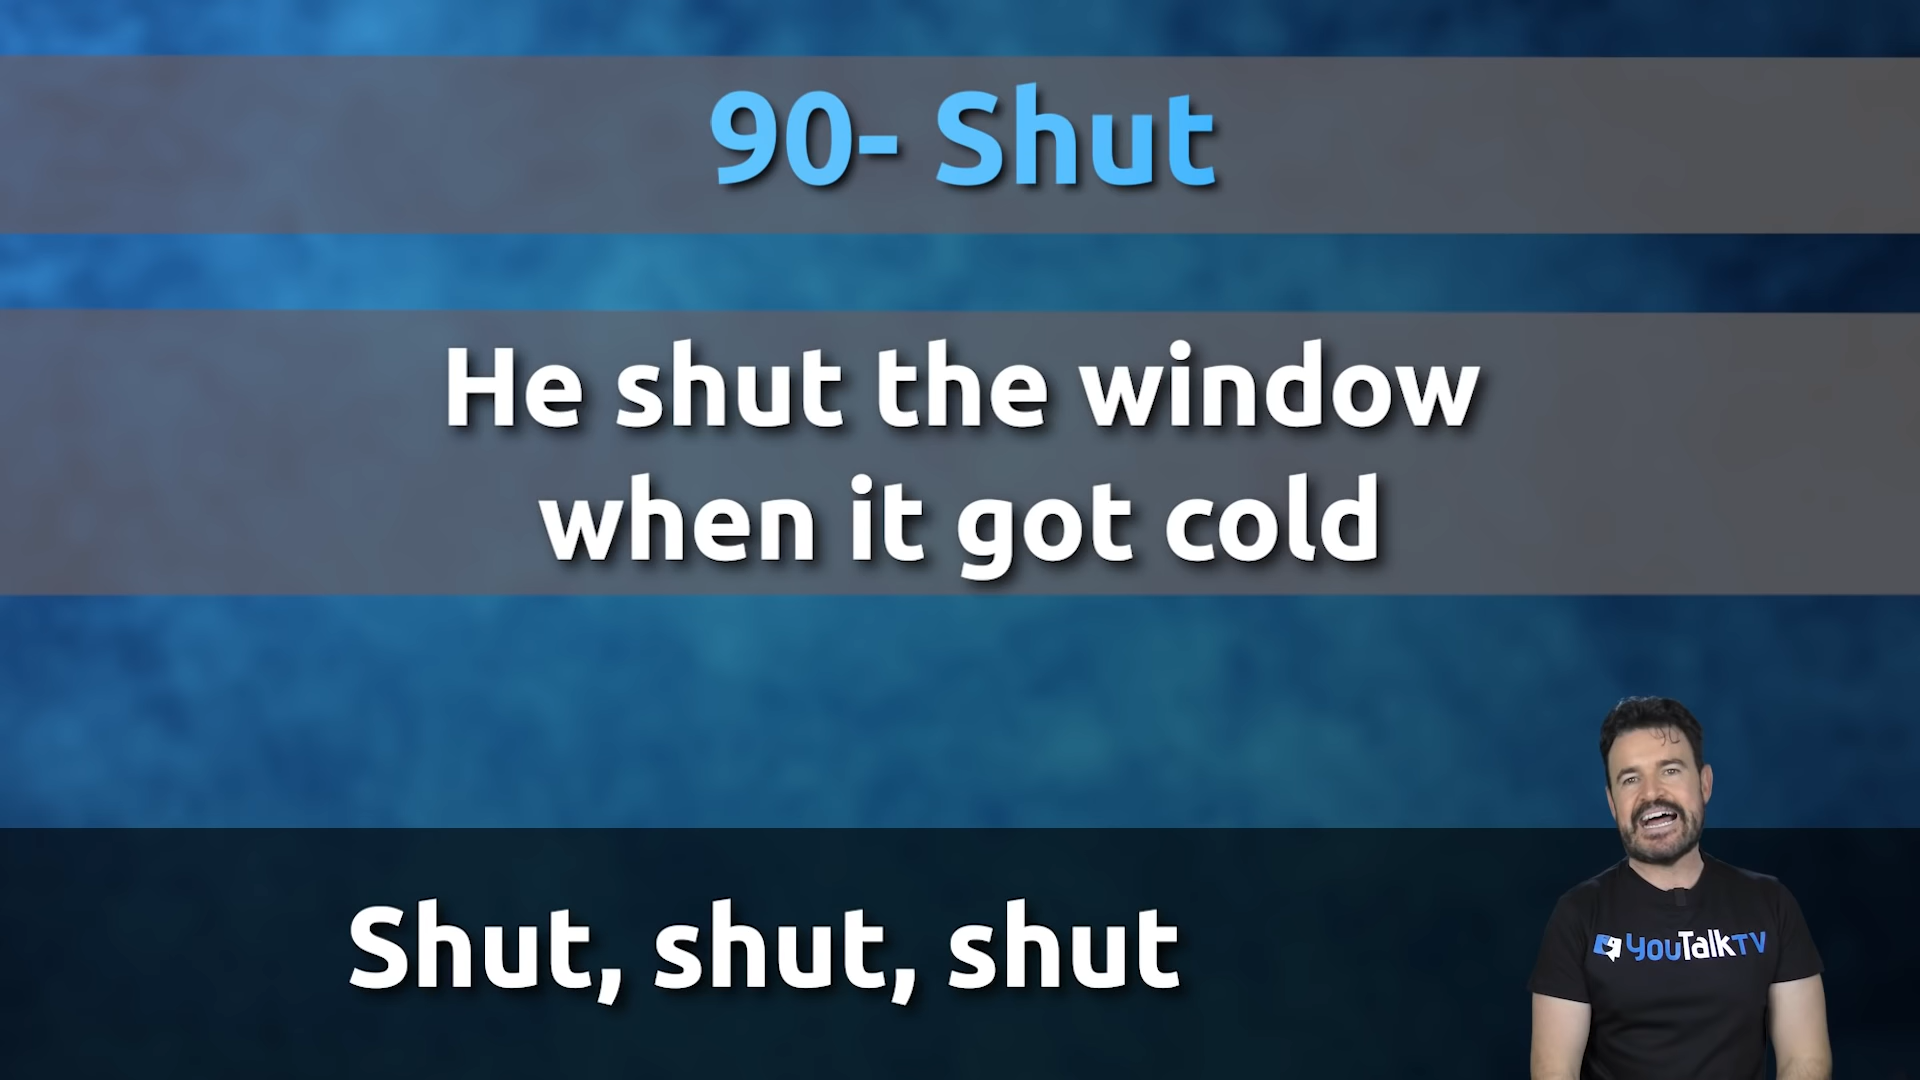 90- Shut
He shut the window
when it got cold
Shut, shut, shut
YouTalkTV